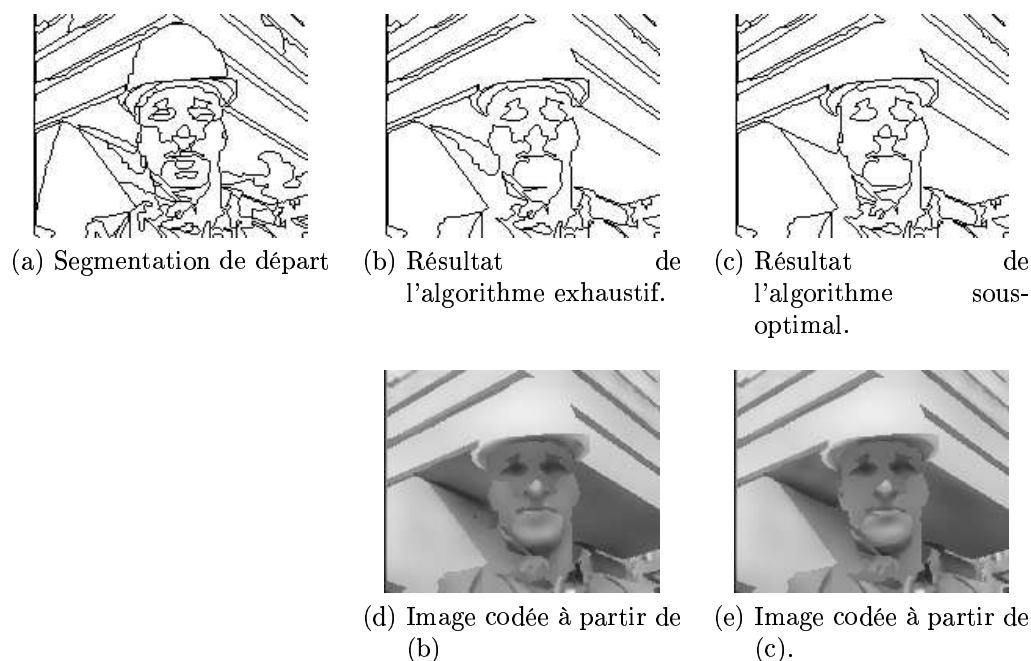 (a) Segmentation de départ
(b) Résultat de
l'algorithme exhaustif.
(c) Résultat de
l'algorithme sous-
optimal.
(d) Image codée à partir de
(b)
(e) Image codée à partir de
(c).